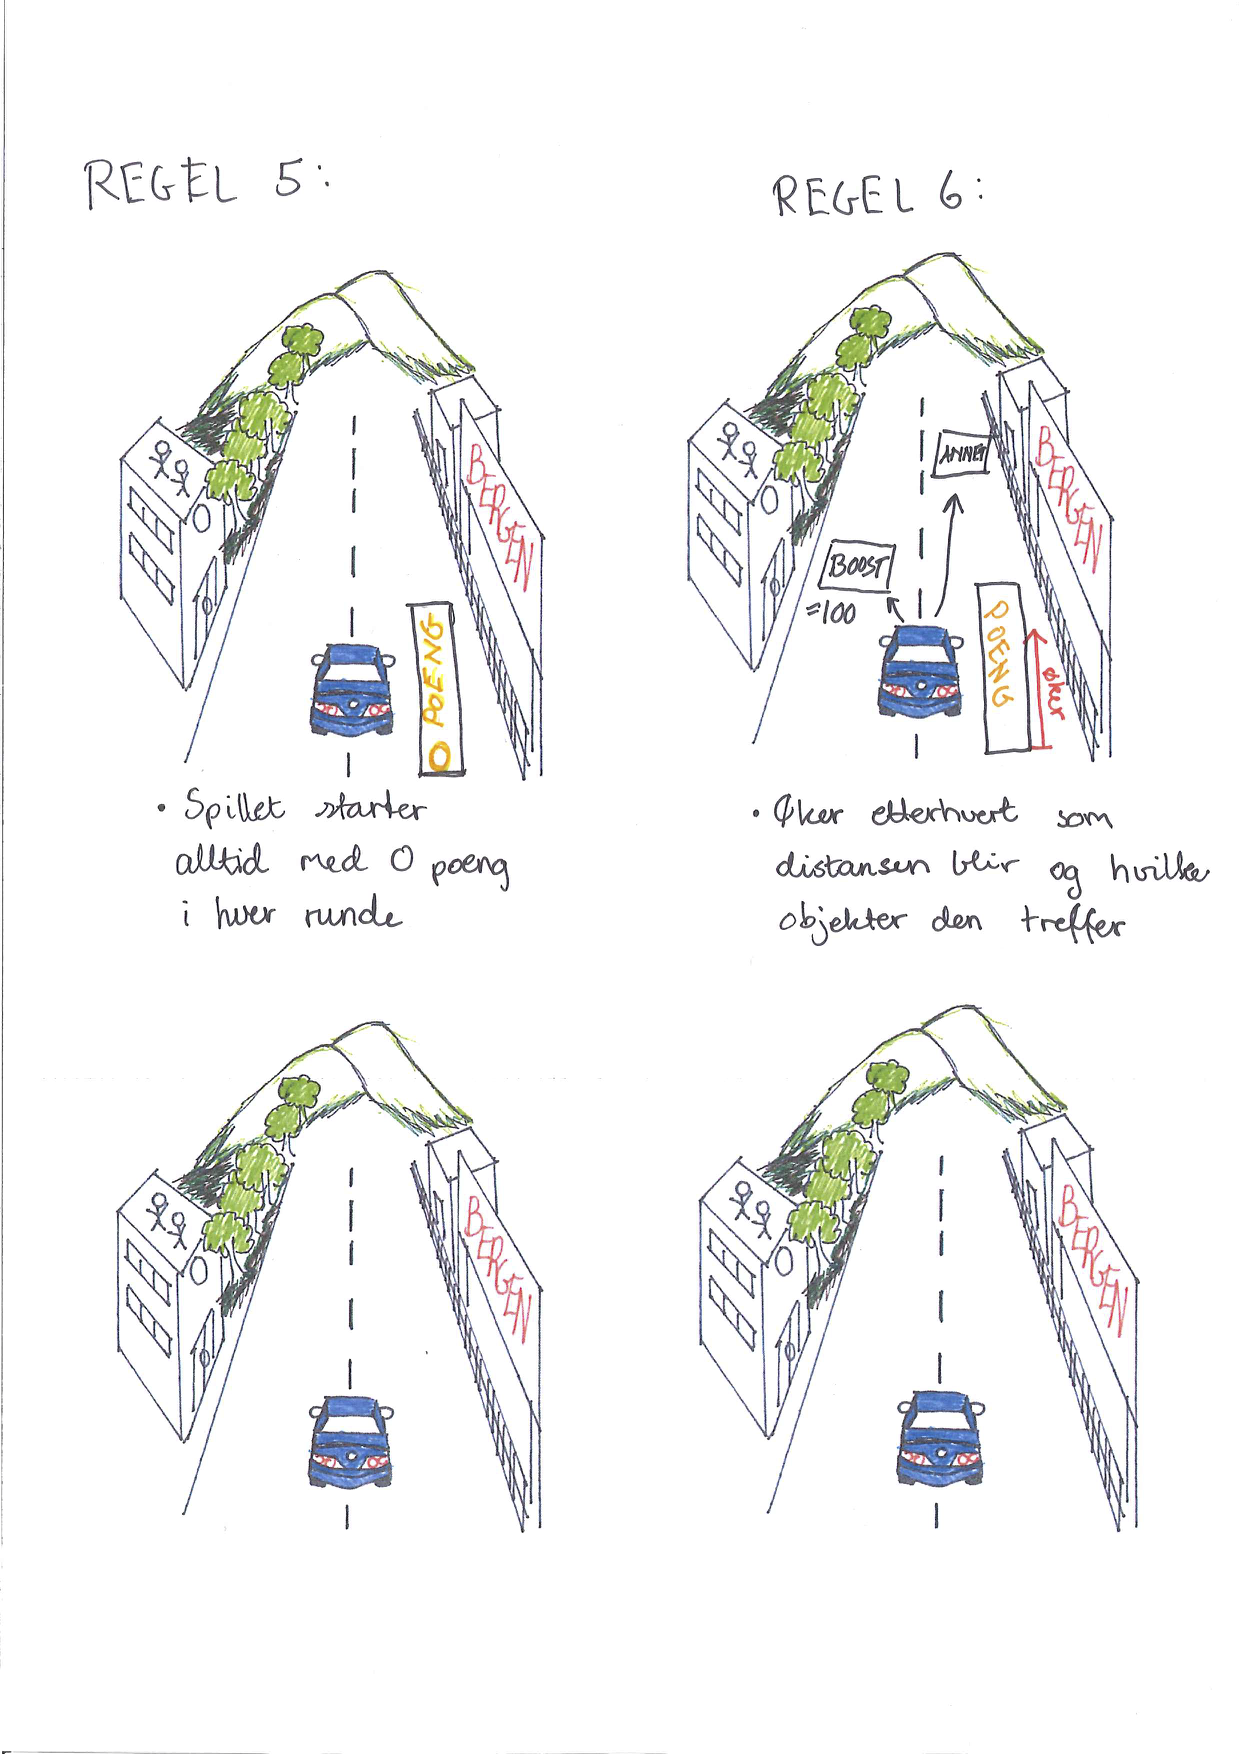 REGEL 5:
BERGEN
0 POENG
• Spillet starter
alltid med 0 poeng
i hver runde
REGEL 6:
ANNET
BERGEN
BOOST
=100
POENG
øker
• Øker etterhvert som
distansen blir og hvilke
objekter den treffer
BERGEN
BERGEN